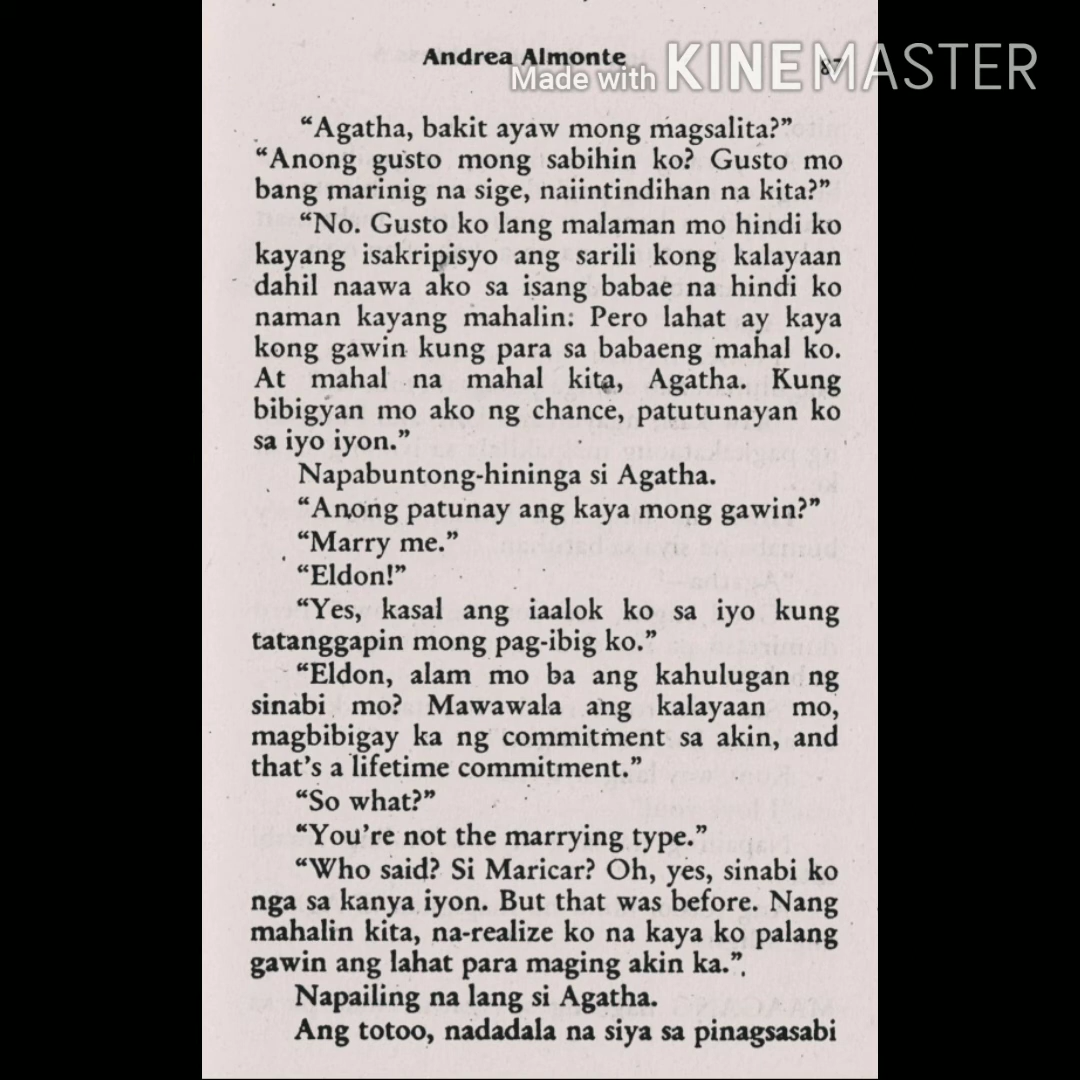 Andrea Almonte
87
Made with KINEMASTER
“Agatha, bakit ayaw mong magsalita?”
“Anong gusto mong sabihin ko? Gusto mo
bang marinig na sige, naiintindihan na kita?”
“No. Gusto ko lang malaman mo hindi ko
kayang isakripisyo ang sarili kong kalayaan
dahil naawa ako sa isang babae na hindi ko
naman kayang mahalin: Pero lahat ay kaya
kong gawin kung para sa babaeng mahal ko.
At mahal na mahal kita, Agatha. Kung
bibigyan mo ako ng chance, patutunayan ko
sa iyo iyon.”
Napabuntong-hininga si Agatha.
“Anong patunay ang kaya mong gawin?”
“Marry me.”
“Eldon!”
“Yes, kasal ang iaalok ko sa iyo kung
tatanggapin mong pag-ibig ko.”
“Eldon, alam mo ba ang kahulugan ng
sinabi mo? Mawawala ang kalayaan mo,
magbibigay ka ng commitment sa akin, and
that’s a lifetime commitment.”
“So what?”
“You’re not the marrying type.”
“Who said? Si Maricar? Oh, yes, sinabi ko
nga sa kanya iyon. But that was before. Nang
mahalin kita, na-realize ko na kaya ko palang
gawin ang lahat para maging akin ka.”
Napailing na lang si Agatha.
Ang totoo, nadadala na siya sa pinagsasabi